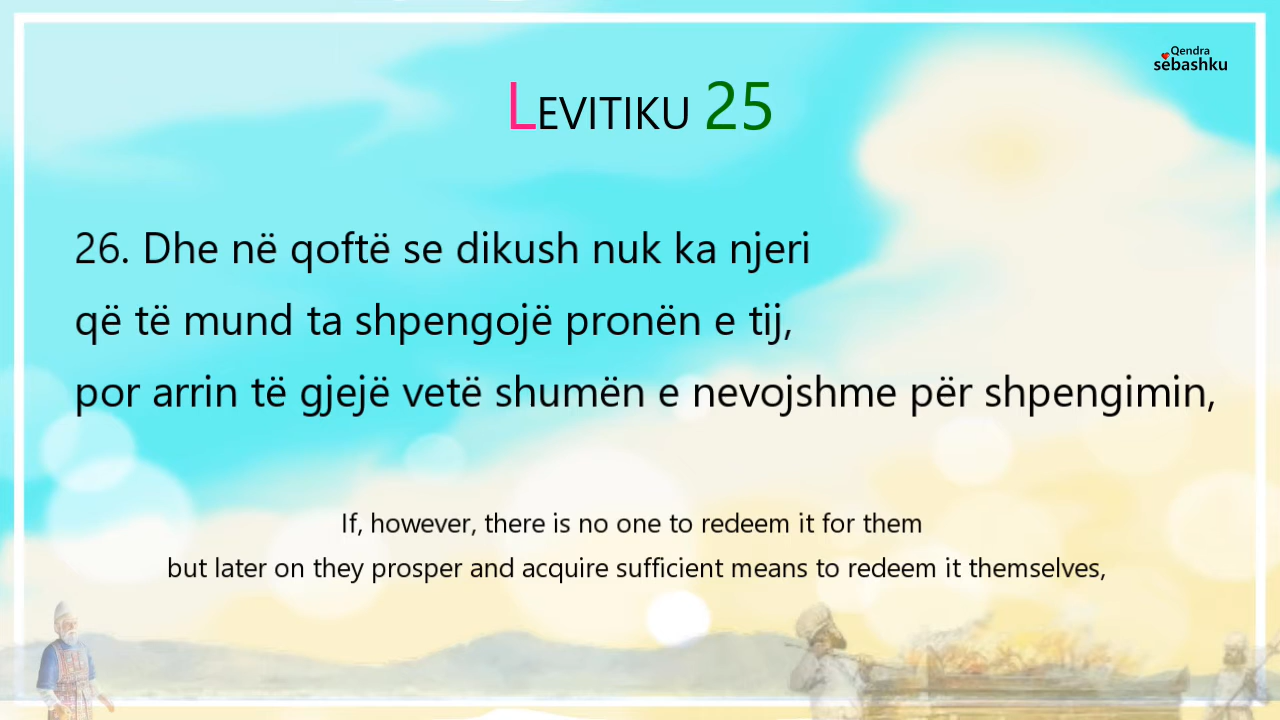 Qendra
sëbashku
LEVITIKU 25
26. Dhe në qoftë se dikush nuk ka njeri
që të mund ta shpengojë pronën e tij,
por arrin të gjejë vetë shumën e nevojshme për shpengimin,
If, however, there is no one to redeem it for them
but later on they prosper and acquire sufficient means to redeem it themselves,